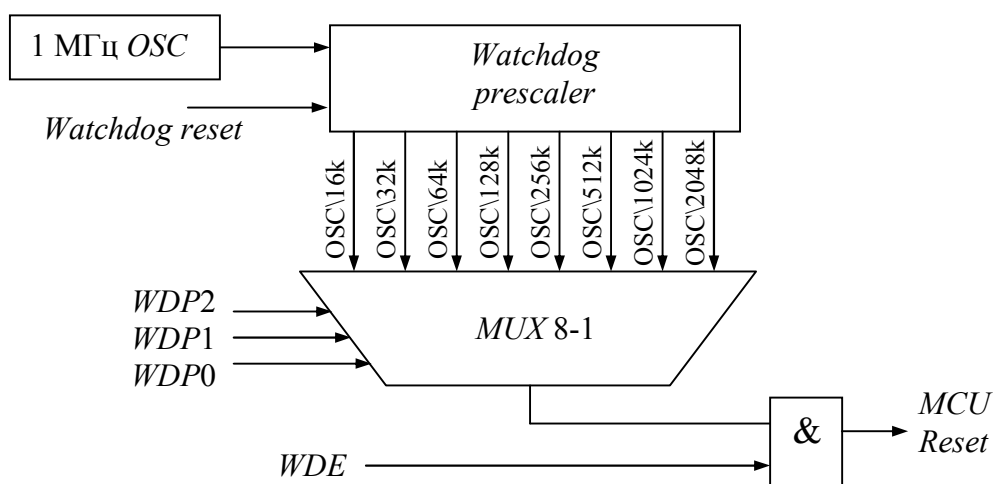 1 МГц OSC
Watchdog
prescaler
Watchdog reset
OSC\16k
OSC\32k
OSC\64k
OSC\128k
OSC\256k
OSC\512k
OSC\1024k
OSC\2048k
WDP2
WDP1
WDP0
MUX 8-1
&
MCU
Reset
WDE